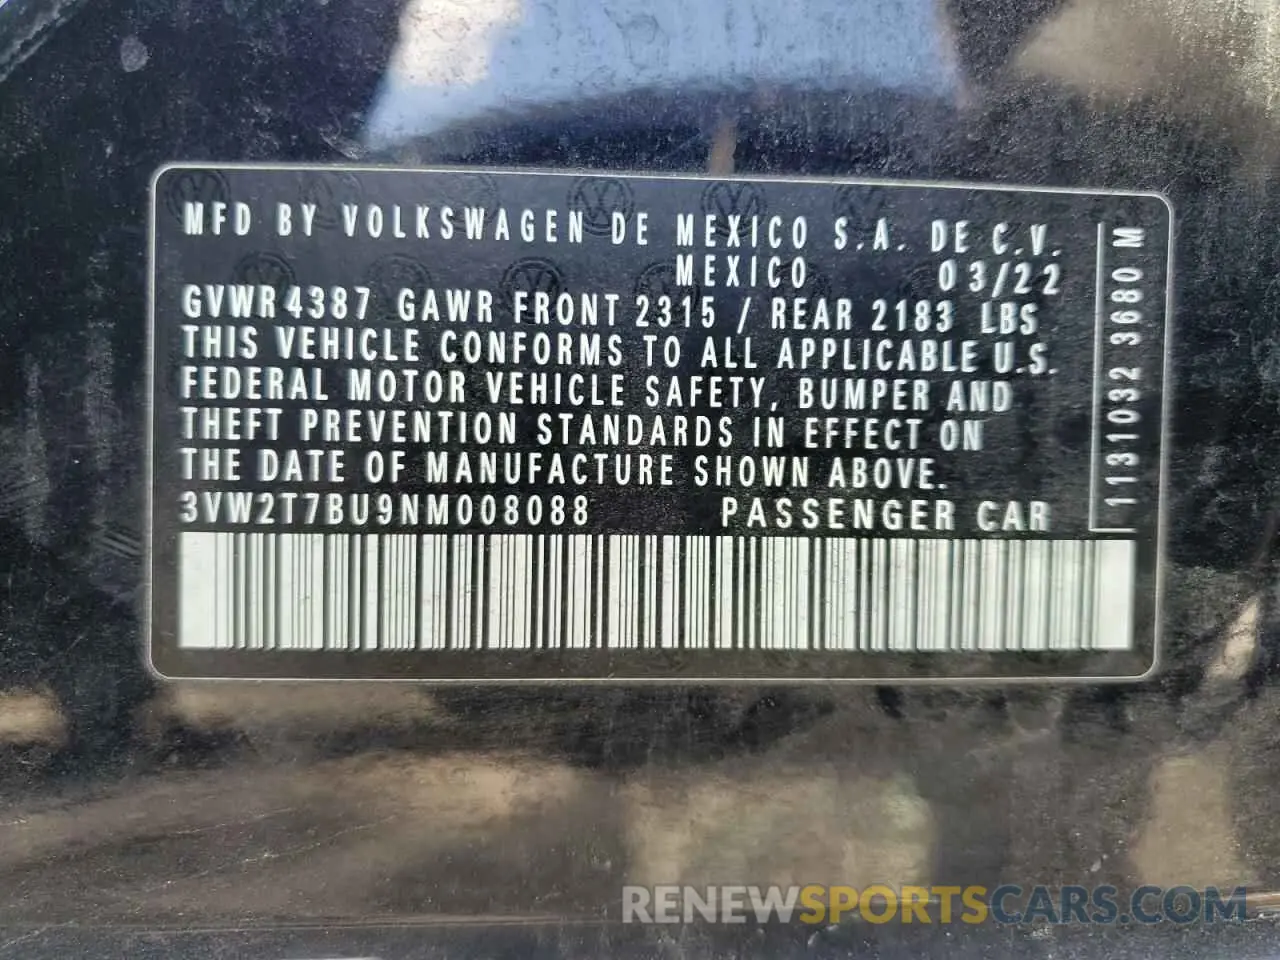 MFD BY VOLKSWAGEN DE MEXICO S.A. DE C.V.
MEXICO 03/22
GVWR 4387 GAWR FRONT 2315 / REAR 2183 LBS
THIS VEHICLE CONFORMS TO ALL APPLICABLE U.S.
FEDERAL MOTOR VEHICLE SAFETY, BUMPER AND
THEFT PREVENTION STANDARDS IN EFFECT ON
THE DATE OF MANUFACTURE SHOWN ABOVE.
3VW2T7BU9NM008088 PASSENGER CAR
1131032 3680 M
RENEWSPORTSCARS.COM